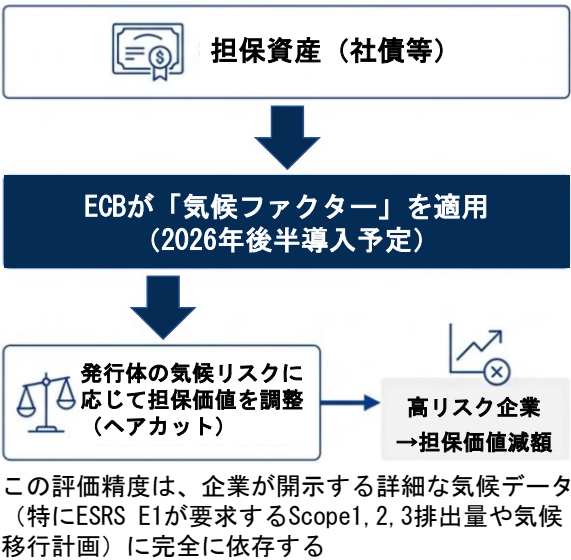 担保資産（社債等）
ECBが「気候ファクター」を適用
（2026年後半導入予定）
発行体の気候リスクに
応じて担保価値を調整
（ヘアカット）
高リスク企業
→担保価値減額
この評価精度は、企業が開示する詳細な気候データ
（特にESRS E1が要求するScope1,2,3排出量や気候
移行計画）に完全に依存する